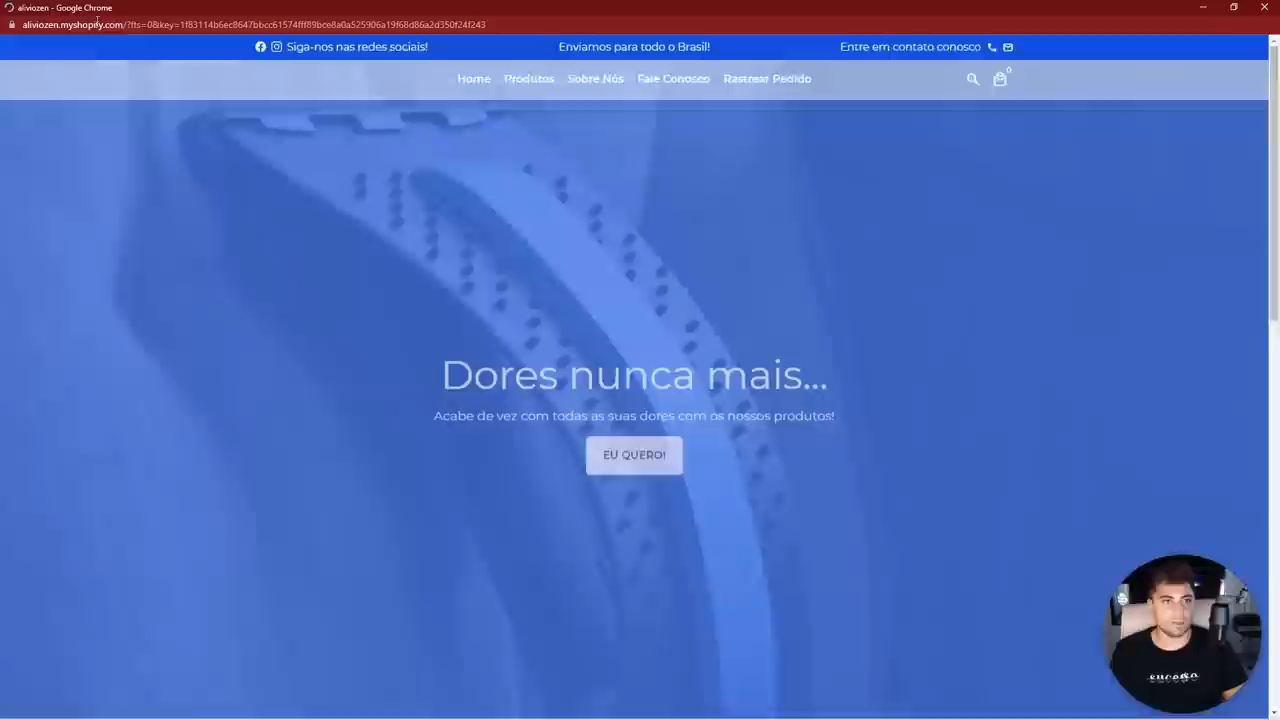 aliviozen - Google Chrome
aliviozen.myshopify.com/?fts=0&key=1f83114b6ec8647bbcc61574fff89bce8a0a525906a19f68d86a2d350f24f243
Siga-nos nas redes sociais!
Enviamos para todo o Brasil!
Entre em contato conosco
Home Produtos Sobre Nós Fale Conosco Rastrear Pedido
0
Dores nunca mais...
Acabe de vez com todas as suas dores com os nossos produtos!
EU QUERO!
sucesso